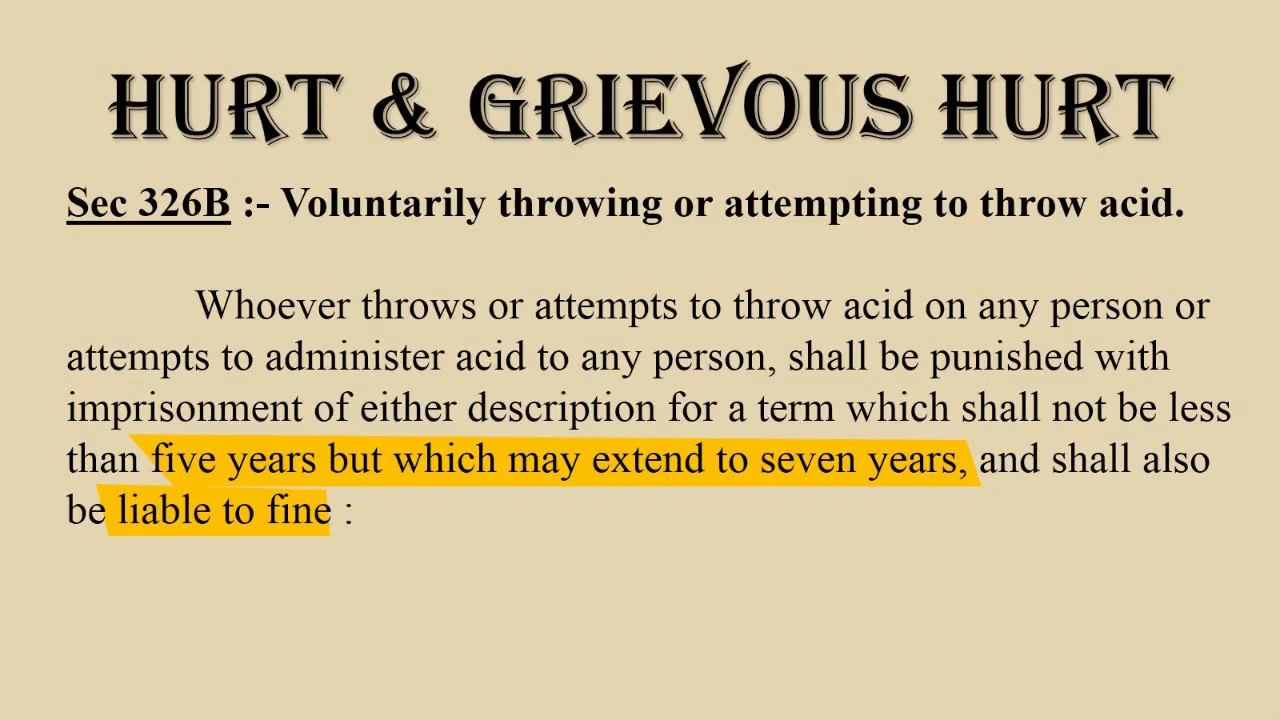 HURT & GRIEVOUS HURT
Sec 326B :- Voluntarily throwing or attempting to throw acid.
Whoever throws or attempts to throw acid on any person or
attempts to administer acid to any person, shall be punished with
imprisonment of either description for a term which shall not be less
than five years but which may extend to seven years, and shall also
be liable to fine :